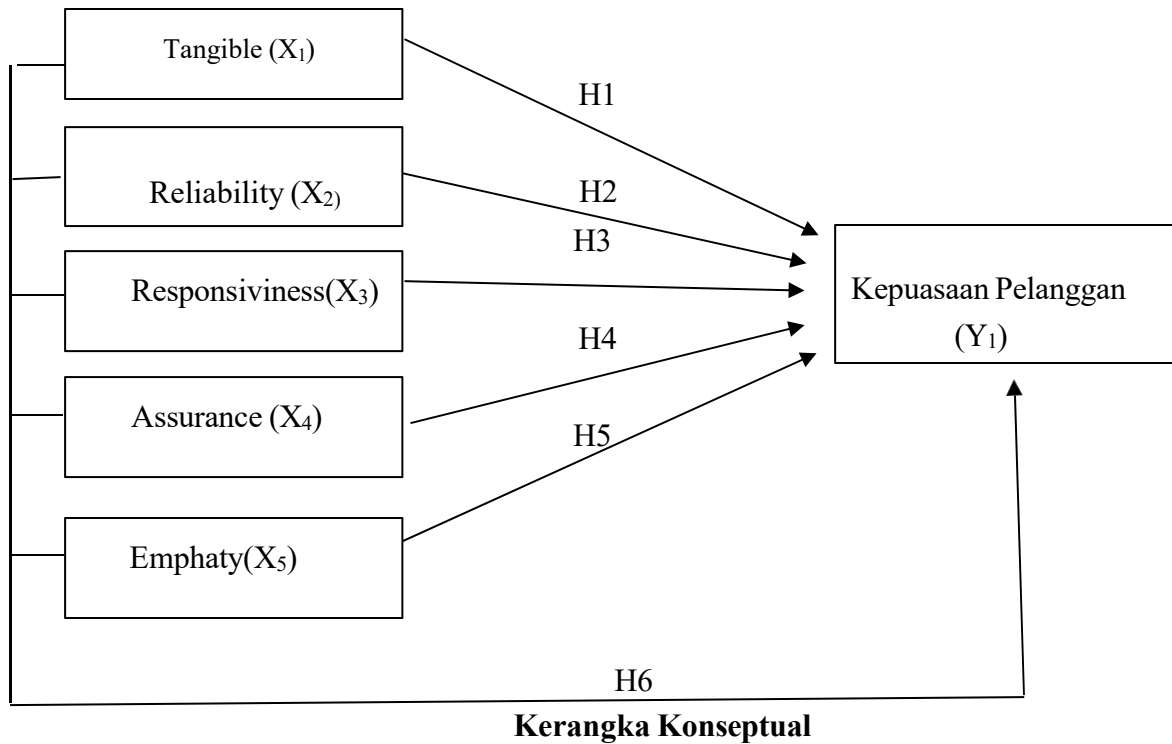 Tangible (X₁)
H1
Reliability (X₂)
H2
H3
Responsiviness(X₃)
Kepuasaan Pelanggan
(Y₁)
H4
Assurance (X₄)
H5
Emphaty(X₅)
H6
Kerangka Konseptual